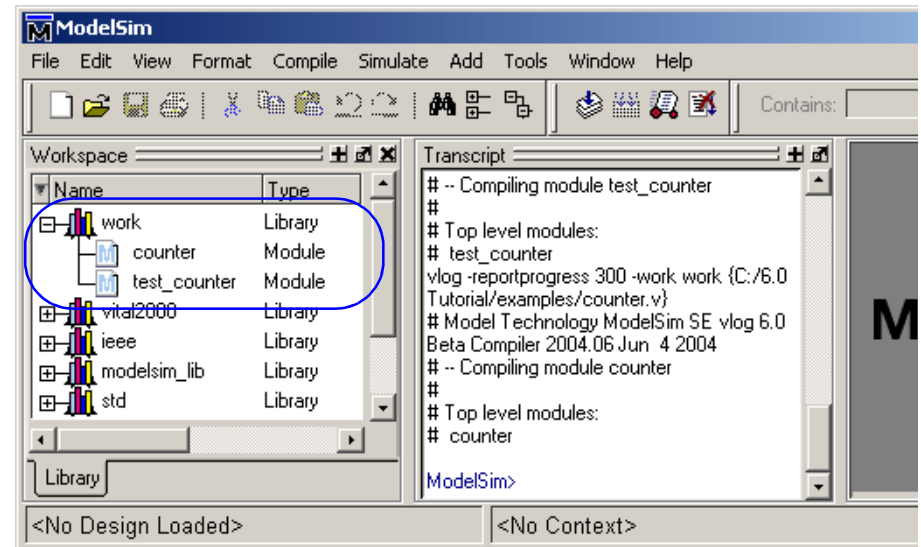 ModelSim
File Edit View Format Compile Simulate Add Tools Window Help
Contains:
Workspace
Name Type
work Library
counter Module
test_counter Module
vital2000 Library
ieee Library
modelsim_lib Library
std Library
Library
Transcript
# -- Compiling module test_counter
#
# Top level modules:
# test_counter
vlog -reportprogress 300 -work work {C:/6.0
Tutorial/examples/counter.v}
# Model Technology ModelSim SE vlog 6.0
Beta Compiler 2004.06 Jun 4 2004
# -- Compiling module counter
#
# Top level modules:
# counter
ModelSim>
M
<No Design Loaded> <No Context>